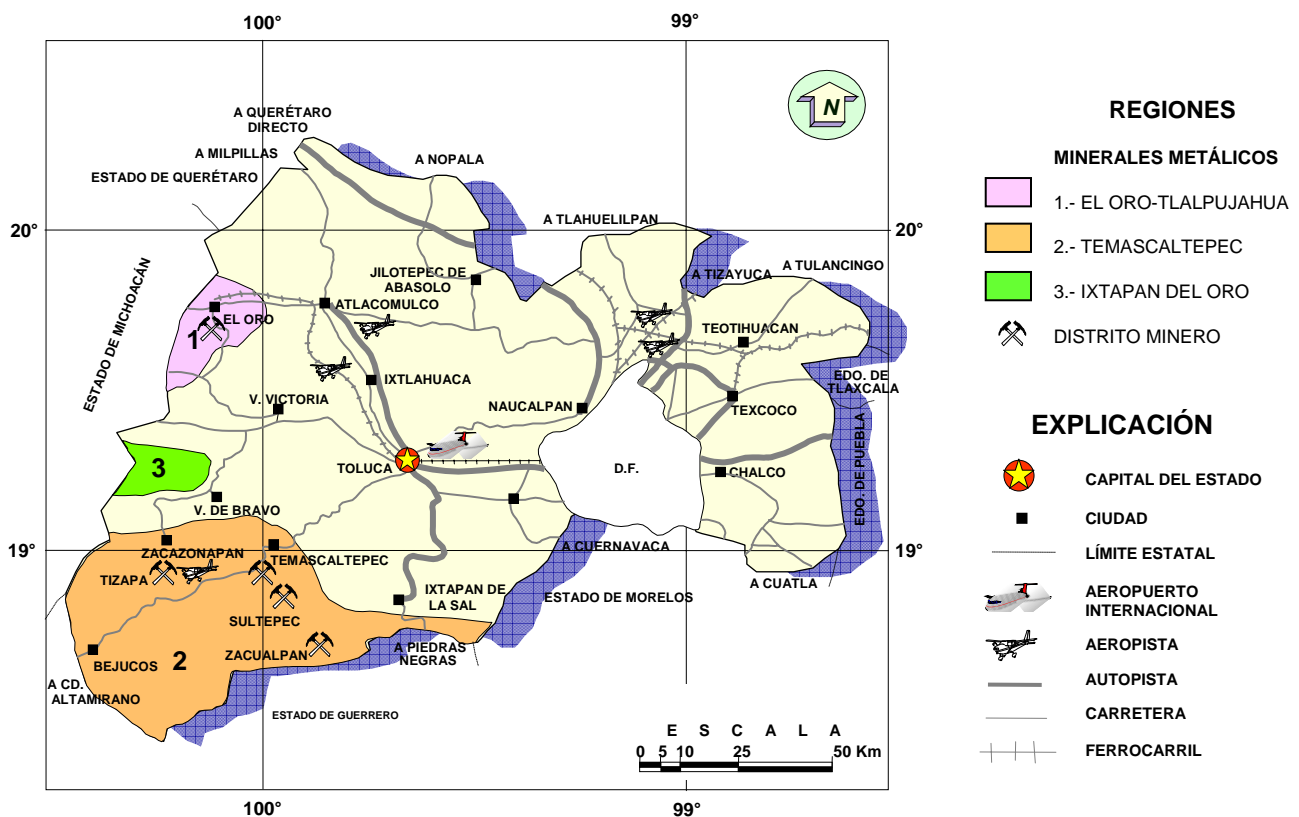 100°
99°
A QUERÉTARO
DIRECTO
A MILPILLAS
A NOPALA
ESTADO DE QUERÉTARO
A TLAHUELILPAN
20°
20°
A TIZAYUCA
A TULANCINGO
JILOTEPEC DE
ABASOLO
ESTADO DE MICHOACÁN
ATLACOMULCO
EL ORO
1
TEOTIHUACAN
IXTLAHUACA
EDO. DE
TLAXCALA
V. VICTORIA
NAUCALPAN
TEXCOCO
3
TOLUCA
D.F.
CHALCO
EDO. DE PUEBLA
V. DE BRAVO
19°
19°
ZACAZONAPAN
TEMASCALTEPEC
A CUERNAVACA
TIZAPA
A CUATLA
IXTAPAN DE
LA SAL
ESTADO DE MORELOS
SULTEPEC
ZACUALPAN
A PIEDRAS
NEGRAS
BEJUCOS
2
A CD.
ALTAMIRANO
ESTADO DE GUERRERO
E S C A L A
0 5 10 25 50 Km
100°
99°
N
REGIONES
MINERALES METÁLICOS
1.- EL ORO-TLALPUJAHUA
2.- TEMASCALTEPEC
3.- IXTAPAN DEL ORO
DISTRITO MINERO
EXPLICACIÓN
CAPITAL DEL ESTADO
CIUDAD
LÍMITE ESTATAL
AEROPUERTO
INTERNACIONAL
AEROPISTA
AUTOPISTA
CARRETERA
FERROCARRIL